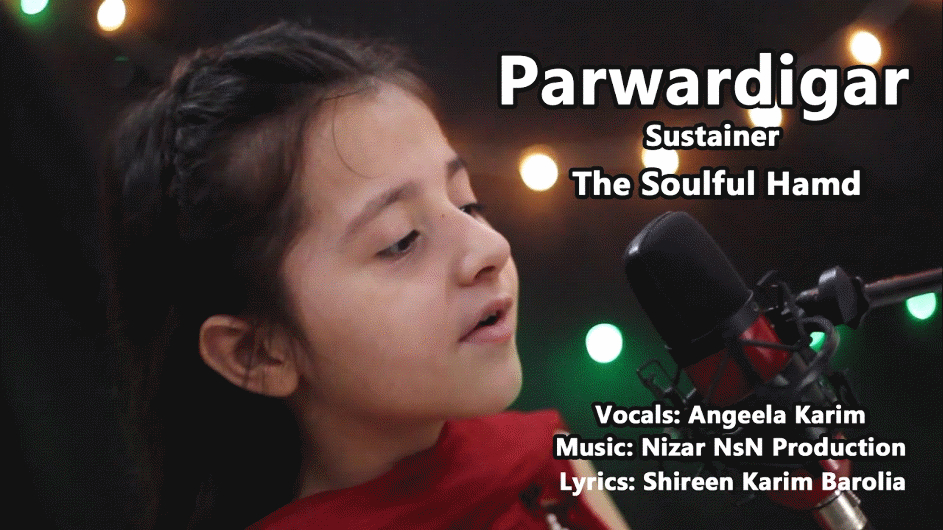 Parwardigar
Sustainer
The Soulful Hamd
Vocals: Angeela Karim
Music: Nizar NsN Production
Lyrics: Shireen Karim Barolia